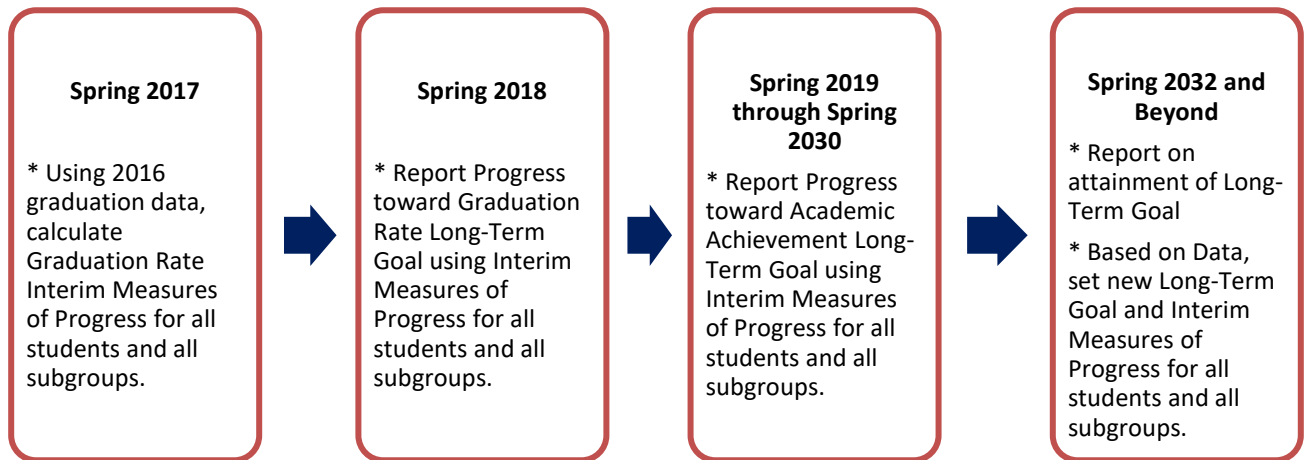 Spring 2017
* Using 2016
graduation data,
calculate
Graduation Rate
Interim Measures
of Progress for all
students and all
subgroups.
Spring 2018
* Report Progress
toward Graduation
Rate Long-Term
Goal using Interim
Measures of
Progress for all
students and all
subgroups.
Spring 2019
through Spring
2030
* Report Progress
toward Academic
Achievement Long-
Term Goal using
Interim Measures
of Progress for all
students and all
subgroups.
Spring 2032 and
Beyond
* Report on
attainment of Long-
Term Goal
* Based on Data,
set new Long-Term
Goal and Interim
Measures of
Progress for all
students and all
subgroups.